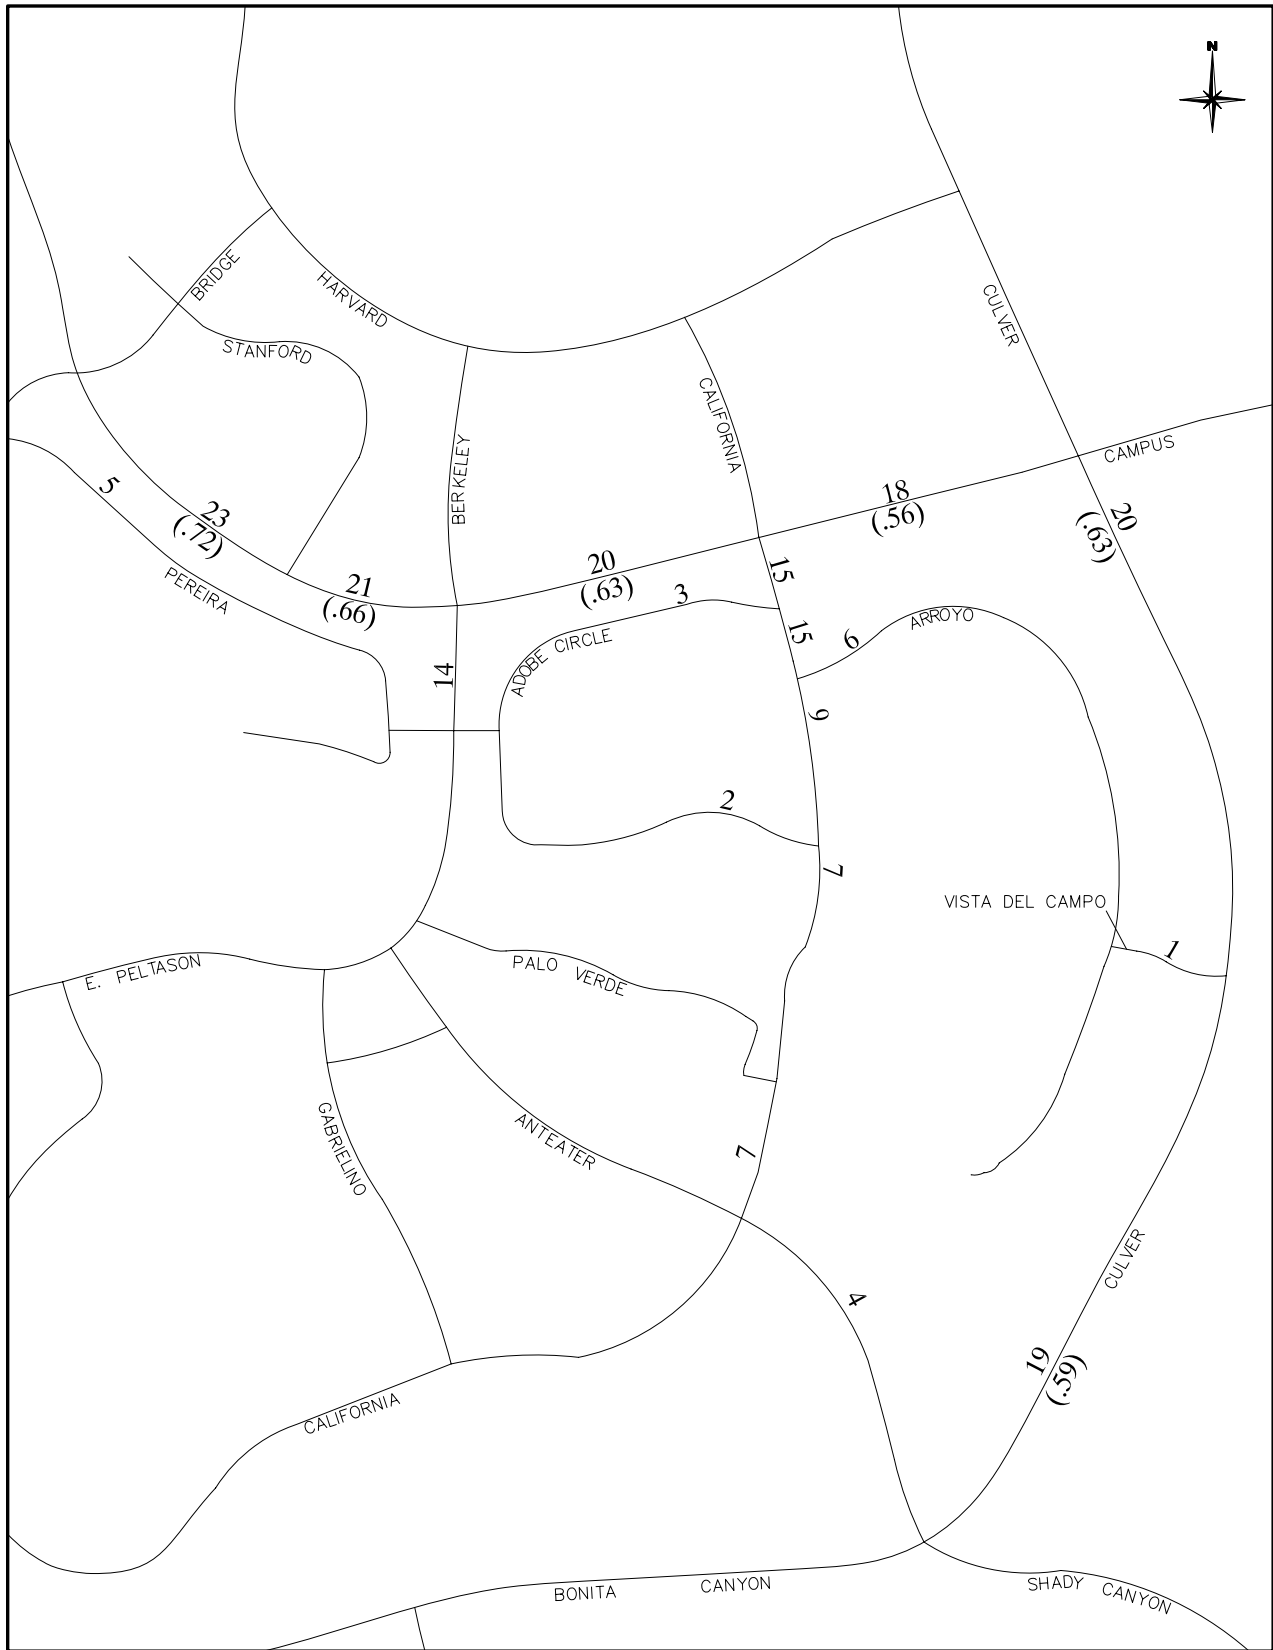 N
BRIDGE
HARVARD
CULVER
STANFORD
CALIFORNIA
CAMPUS
BERKELEY
5
23
(.72)
18
(.56)
20
(.63)
PEREIRA
21
(.66)
20
(.63)
15
3
ADOBE CIRCLE
15
6
ARROYO
14
9
2
7
VISTA DEL CAMPO
1
E. PELTASON
PALO VERDE
GABRIELINO
ANTEATER
7
CULVER
4
19
(.59)
CALIFORNIA
BONITA CANYON
SHADY CANYON